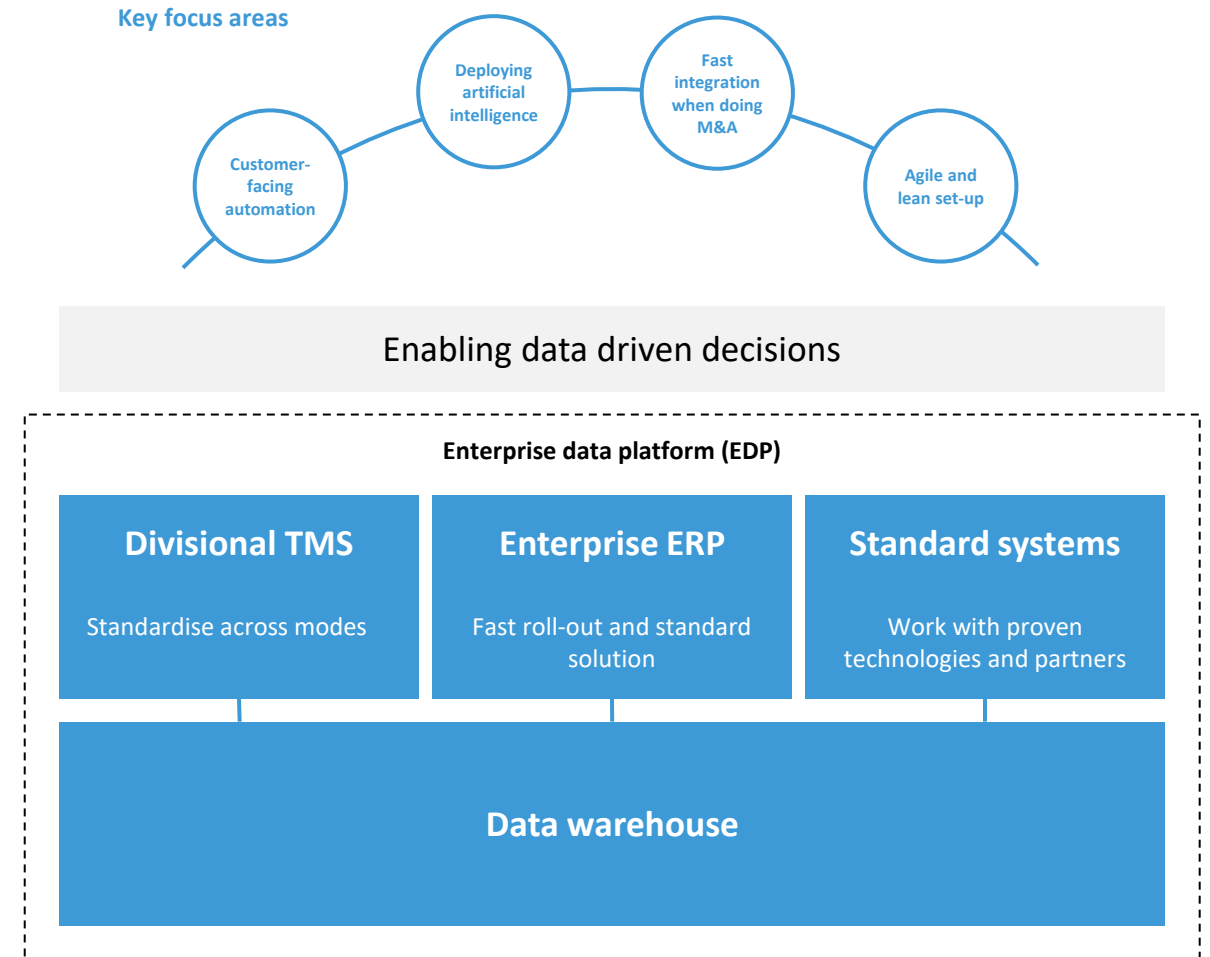 Key focus areas
Customer-
facing
automation
Deploying
artificial
intelligence
Fast
integration
when doing
M&A
Agile and
lean set-up
Enabling data driven decisions
Enterprise data platform (EDP)
Divisional TMS
Standardise across modes
Enterprise ERP
Fast roll-out and standard
solution
Standard systems
Work with proven
technologies and partners
Data warehouse